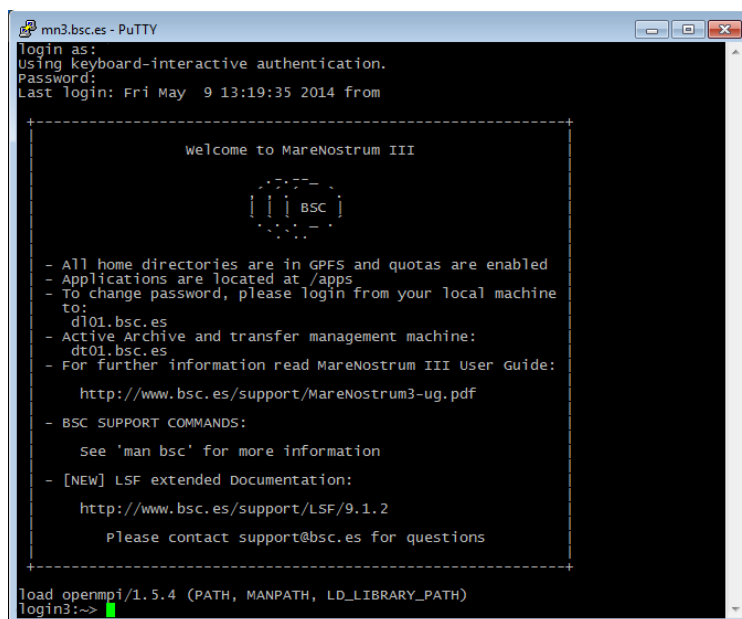 mn3.bsc.es - PuTTY
login as:
Using keyboard-interactive authentication.
Password:
Last login: Fri May  9 13:19:35 2014 from
Welcome to MareNostrum III
BSC
- All home directories are in GPFS and quotas are enabled
- Applications are located at /apps
- To change password, please login from your local machine
to:
dl01.bsc.es
- Active Archive and transfer management machine:
dt01.bsc.es
- For further information read MareNostrum III User Guide:
http://www.bsc.es/support/MareNostrum3-ug.pdf
- BSC SUPPORT COMMANDS:
See 'man bsc' for more information
- [NEW] LSF extended Documentation:
http://www.bsc.es/support/LSF/9.1.2
Please contact support@bsc.es for questions
load openmpi/1.5.4 (PATH, MANPATH, LD_LIBRARY_PATH)
login3:~>